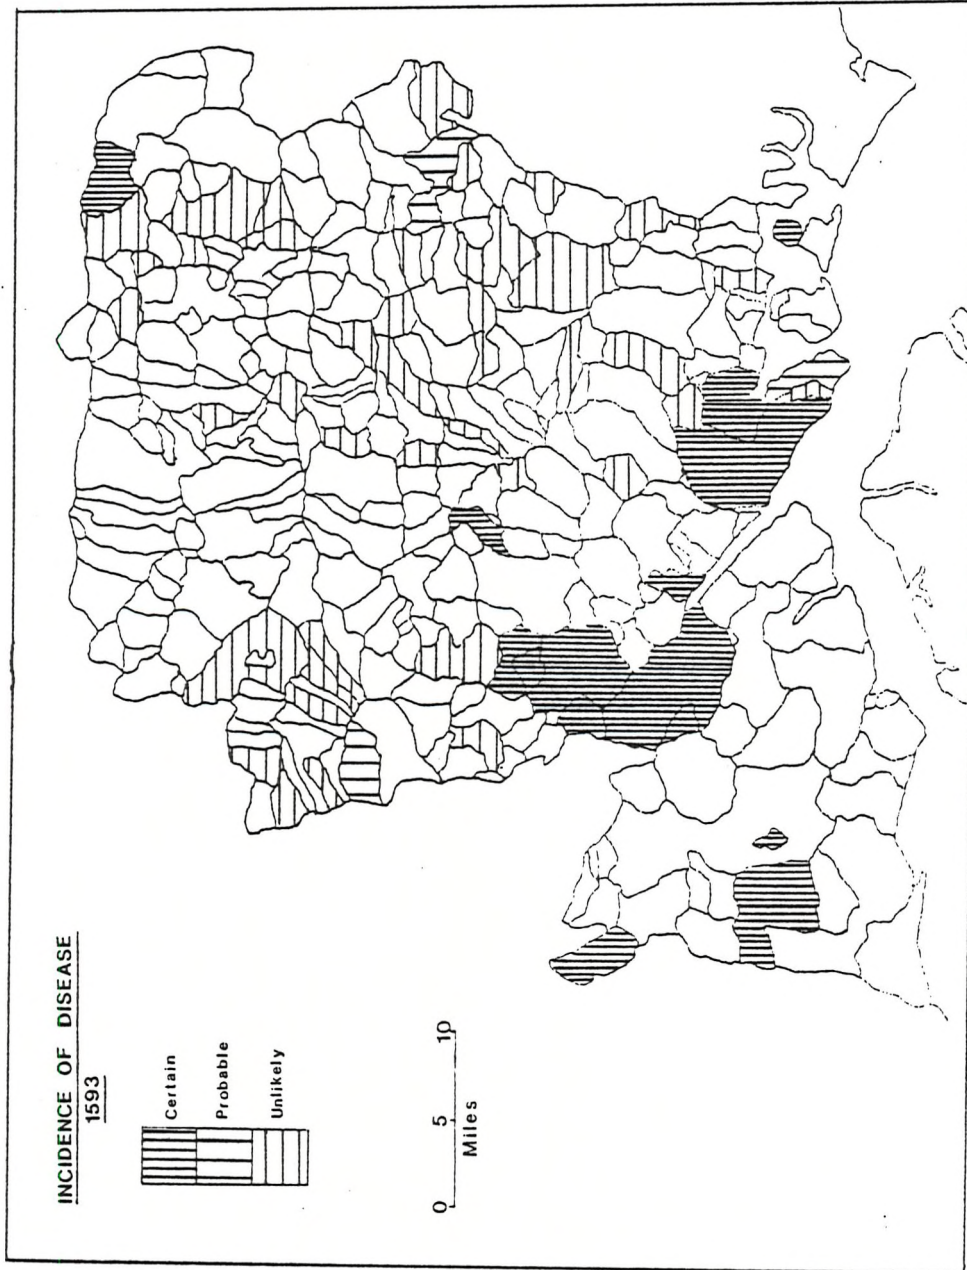 INCIDENCE OF DISEASE
1593
Certain
Probable
Unlikely
0 5 10
Miles